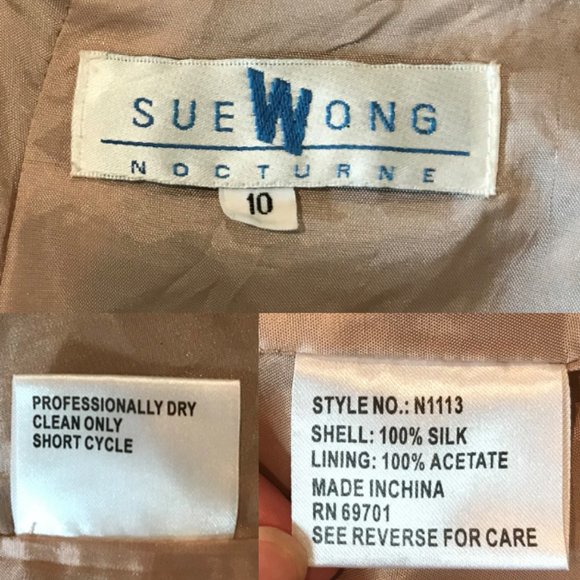 SUE WONG
NOCTURNE
10
PROFESSIONALLY DRY
CLEAN ONLY
SHORT CYCLE
STYLE NO.: N1113
SHELL: 100% SILK
LINING: 100% ACETATE
MADE INCHINA
RN 69701
SEE REVERSE FOR CARE